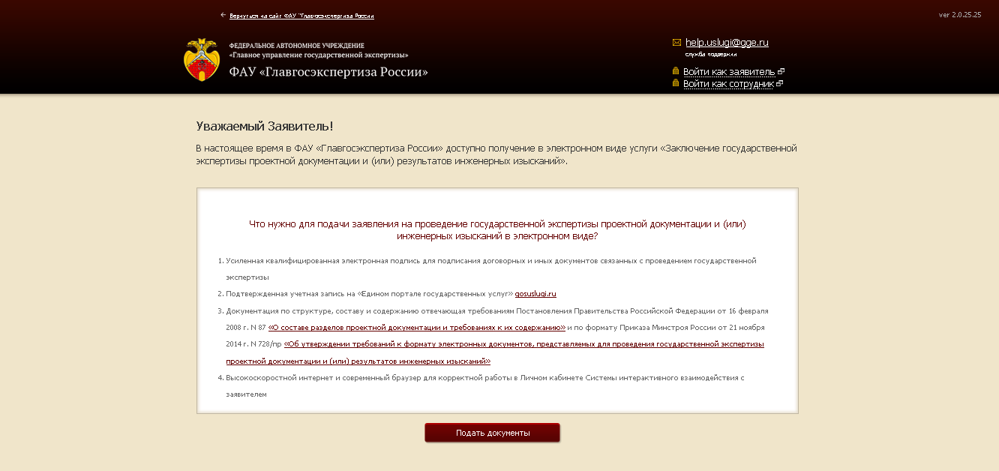 ← Вернуться на сайт ФАУ "Главгосэкспертиза России
ver 2.0.25.25
ФЕДЕРАЛЬНОЕ АВТОНОМНОЕ УЧРЕЖДЕНИЕ
«Главное управление государственной экспертизы»
ФАУ «Главгосэкспертиза России»
help.uslugi@gge.ru
служба поддержки
Войти как заявитель
Войти как сотрудник
Уважаемый Заявитель!
В настоящее время в ФАУ «Главгосэкспертиза России» доступно получение в электронном виде услуги «Заключение государственной
экспертизы проектной документации и (или) результатов инженерных изысканий».
Что нужно для подачи заявления на проведение государственной экспертизы проектной документации и (или)
инженерных изысканий в электронном виде?
1. Усиленная квалифицированная электронная подпись для подписания договорных и иных документов связанных с проведением государственной
экспертизы
2. Подтвержденная учетная запись на «Едином портале государственных услуг» gosuslugi.ru
3. Документация по структуре, составу и содержанию отвечающая требованиям Постановления Правительства Российской Федерации от 16 февраля
2008 г. N 87 «О составе разделов проектной документации и требованиях к их содержанию» и по формату Приказа Минстроя России от 21 ноября
2014 г. N 728/пр «Об утверждении требований к формату электронных документов, представляемых для проведения государственной экспертизы
проектной документации и (или) результатов инженерных изысканий»
4. Высокоскоростной интернет и современный браузер для корректной работы в Личном кабинете Системы интерактивного взаимодействия с
заявителем
Подать документы